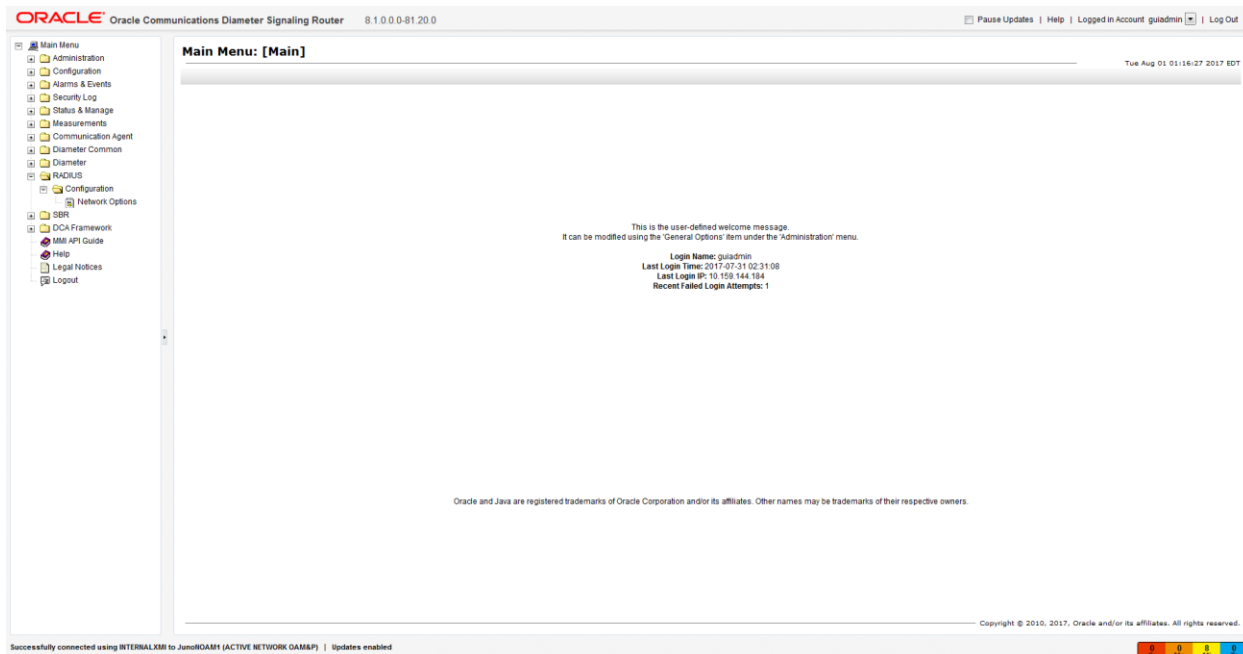 ORACLE Oracle Communications Diameter Signaling Router 8.1.0.0.0-81.20.0
Pause Updates | Help | Logged in Account guiadmin | Log Out
Main Menu
Administration
Configuration
Alarms & Events
Security Log
Status & Manage
Measurements
Communication Agent
Diameter Common
Diameter
RADIUS
Configuration
Network Options
SBR
DCA Framework
MMI API Guide
Help
Legal Notices
Logout
Main Menu: [Main]
Tue Aug 01 01:16:27 2017 EDT
This is the user-defined welcome message.
It can be modified using the 'General Options' item under the 'Administration' menu.
Login Name: guiadmin
Last Login Time: 2017-07-31 02:31:08
Last Login IP: 10.159.144.184
Recent Failed Login Attempts: 1
Oracle and Java are registered trademarks of Oracle Corporation and/or its affiliates. Other names may be trademarks of their respective owners.
Copyright © 2010, 2017, Oracle and/or its affiliates. All rights reserved.
Successfully connected using INTERNALXMI to JunoNOAM1 (ACTIVE NETWORK OAM&P) | Updates enabled
0 0 8 0